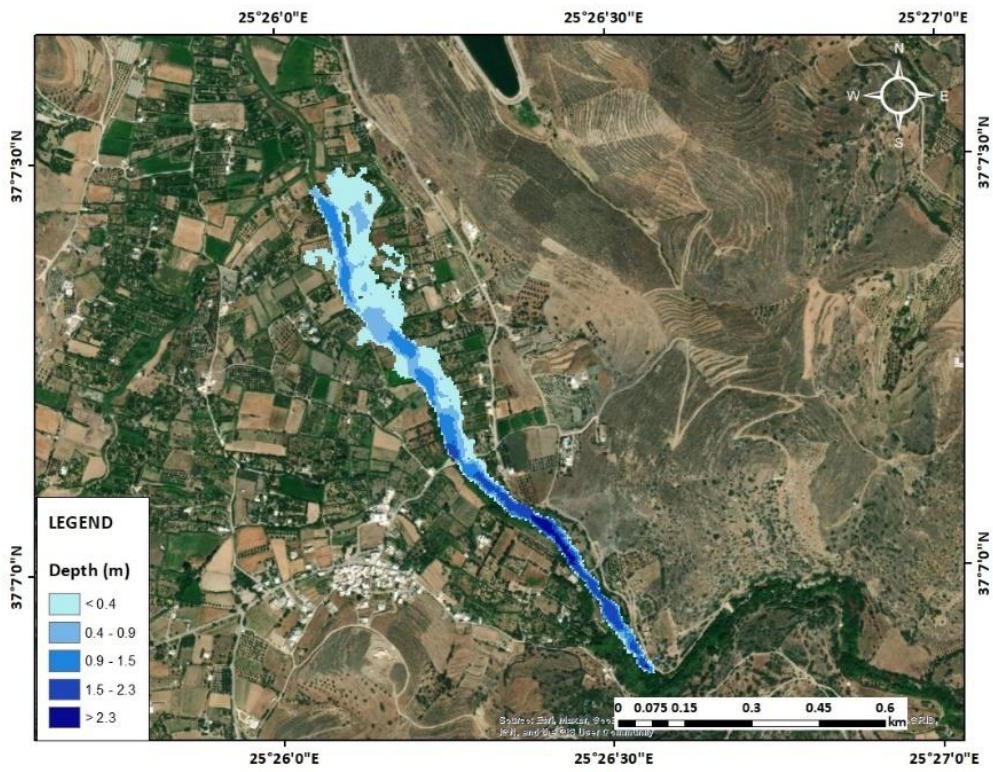 25°26'0"E 25°26'30"E 25°27'0"E
N
W E
S
37°7'30"N 37°7'30"N
LEGEND
Depth (m)
< 0.4
0.4 - 0.9
0.9 - 1.5
1.5 - 2.3
> 2.3
37°7'0"N 37°7'0"N
0 0.075 0.15 0.3 0.45 0.6
km
Source: Esri, Maxar,
and the GIS User Community
25°26'0"E 25°26'30"E 25°27'0"E